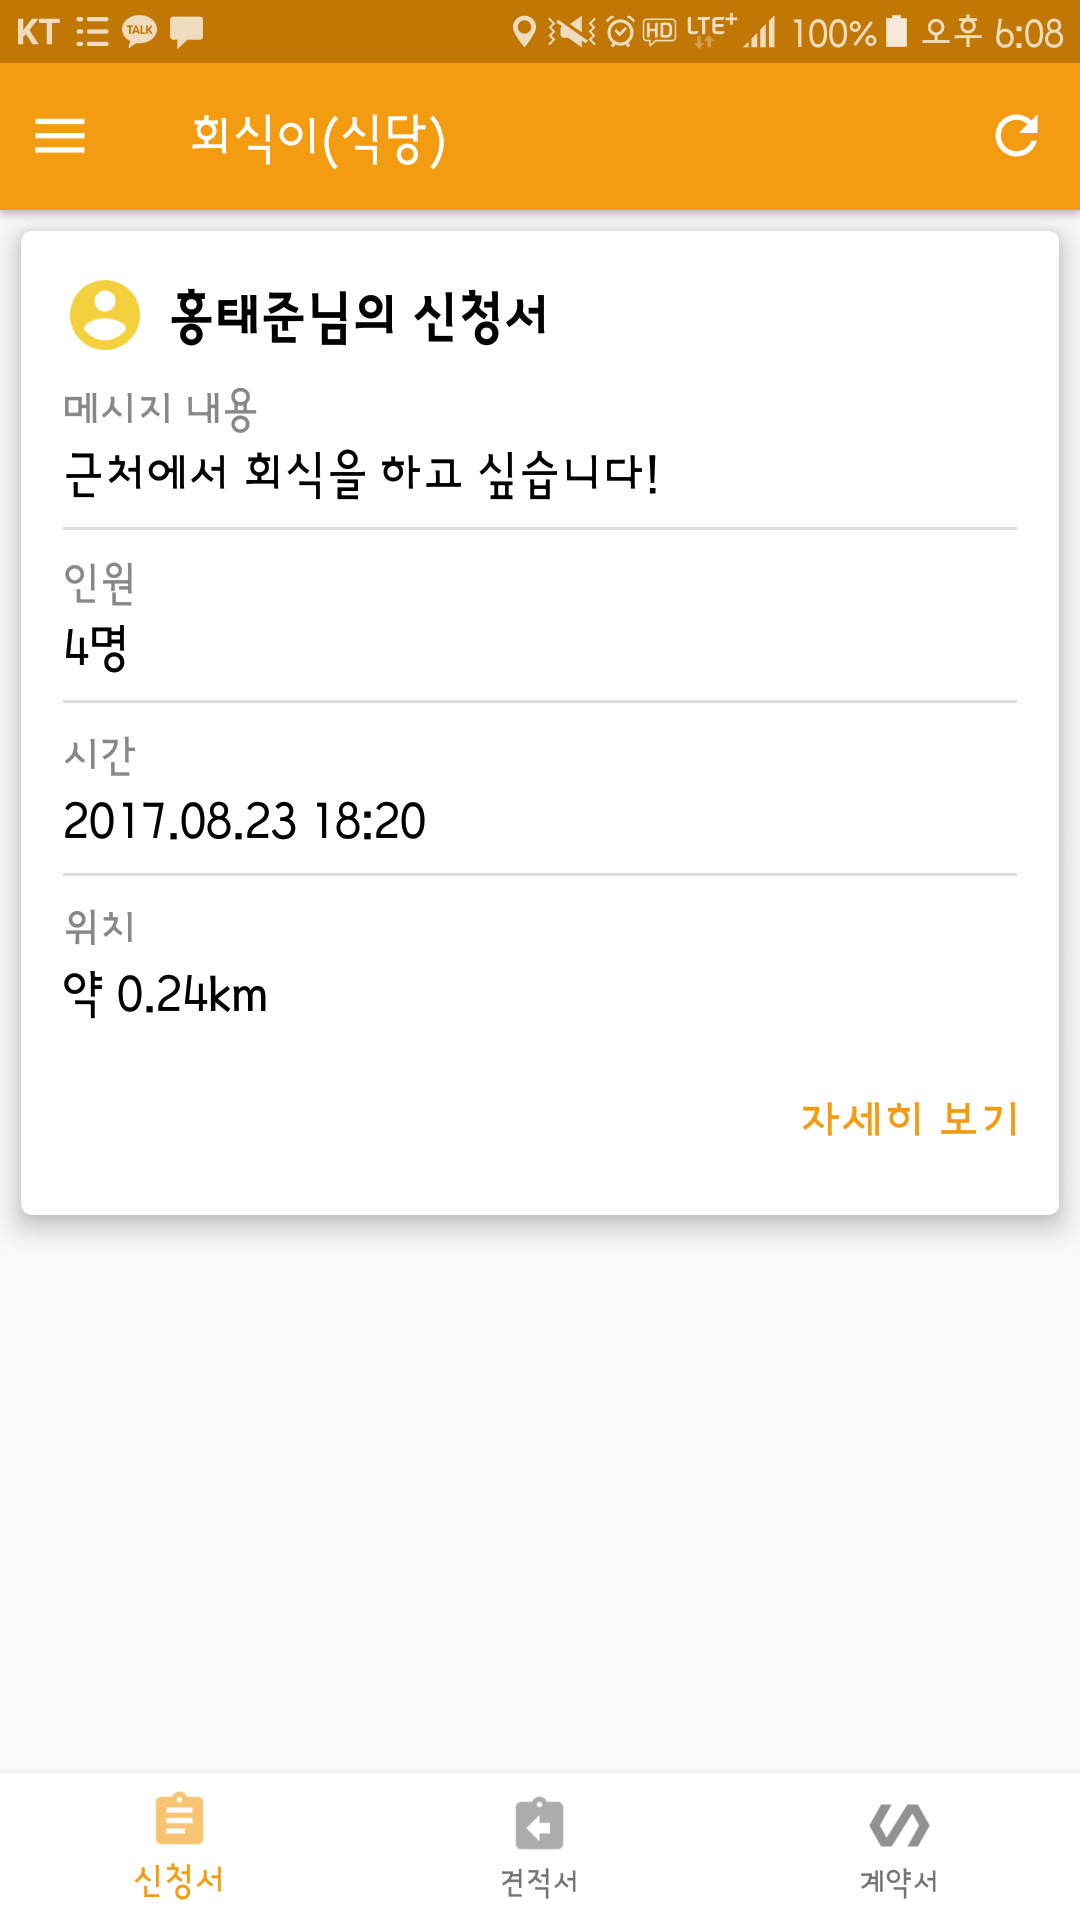 KT TALK HD LTE+ 100% 오후 6:08
회식이(식당)
홍태준님의 신청서
메시지 내용
근처에서 회식을 하고 싶습니다!
인원
4명
시간
2017.08.23 18:20
위치
약 0.24km
자세히 보기
신청서 견적서 계약서